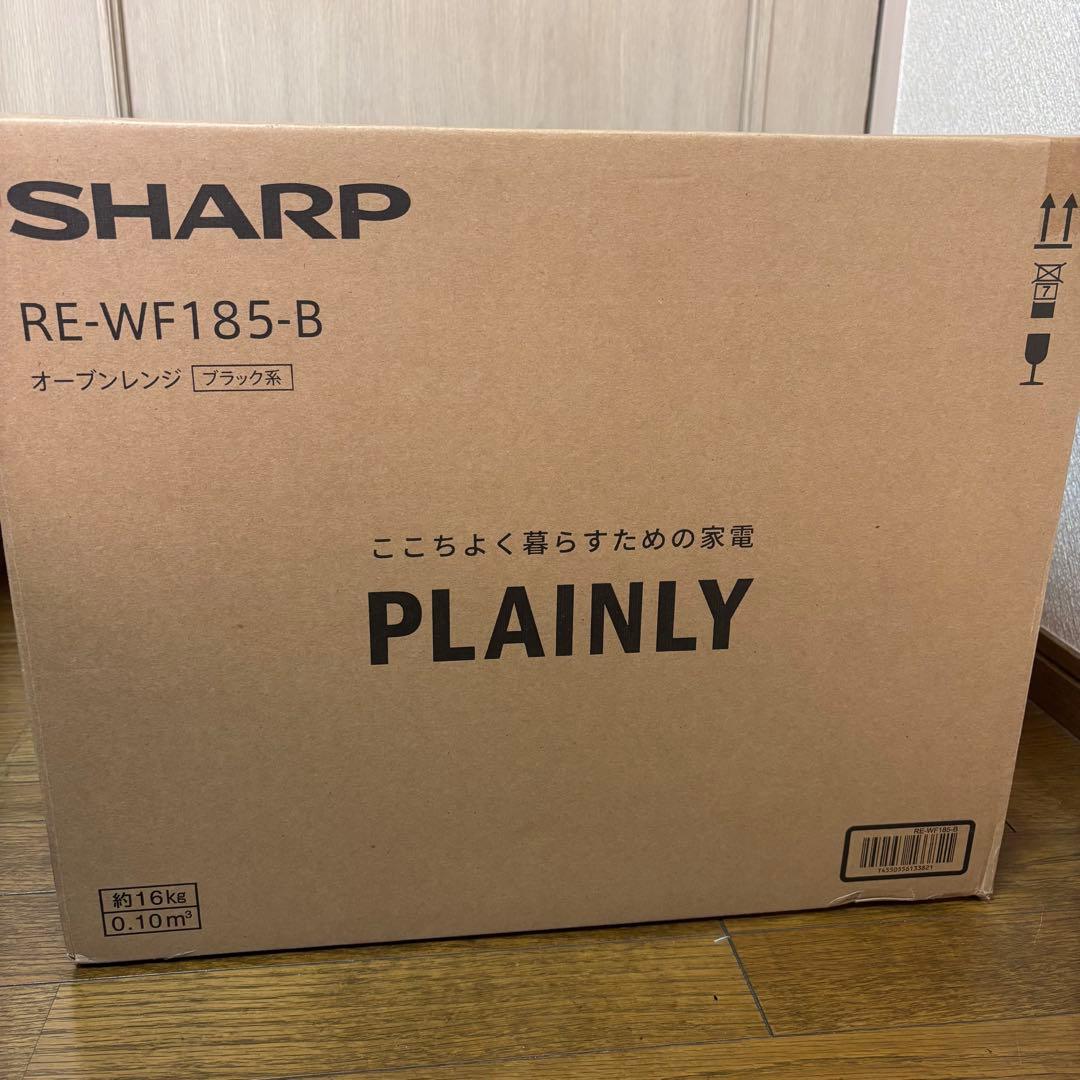 SHARP
RE-WF185-B
オーブンレンジ ブラック系
7
ここちよく暮らすための家電
PLAINLY
RE-WF185-B
T4550556133821
約16kg
0.10m³